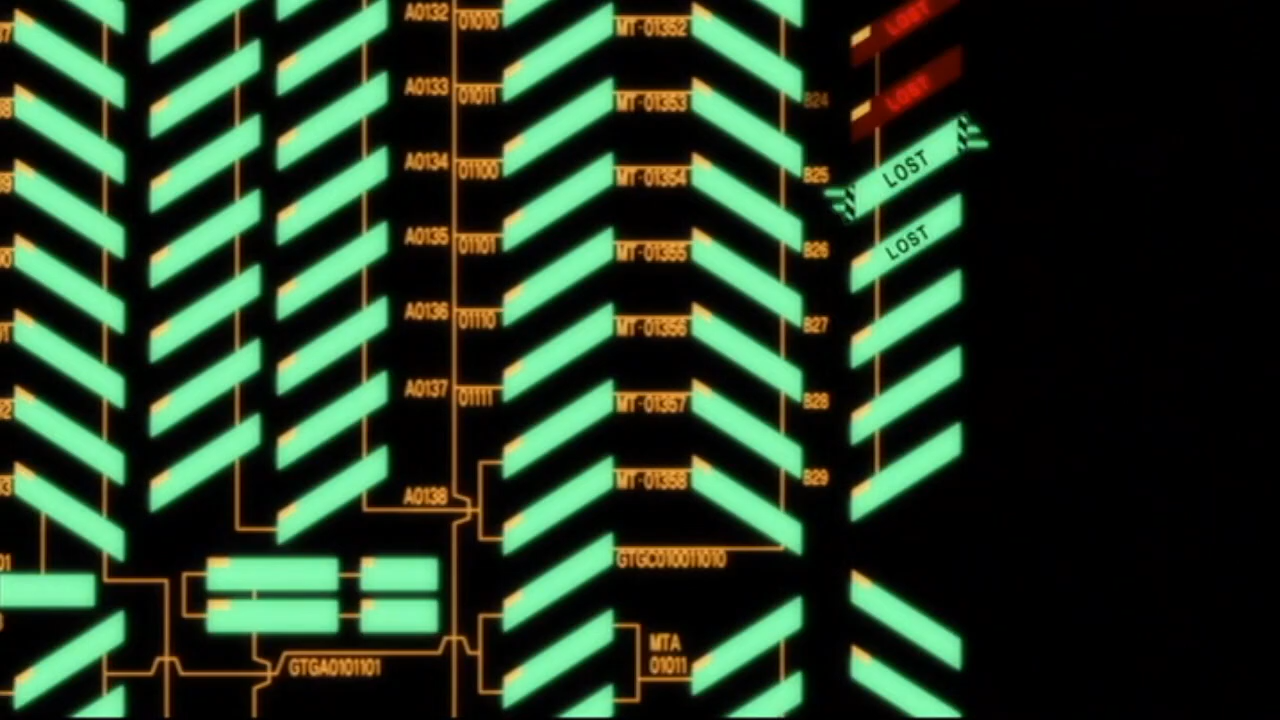 A0132
01010
MT-01352
LOST
A0133
01011
MT-01353
B24
LOST
A0134
01100
MT-01354
B25
LOST
A0135
01101
MT-01355
B26
LOST
A0136
01110
MT-01356
B27
A0137
01111
MT-01357
B28
A0138
MT-01358
B29
GTGC010011010
GTGA0101101
MTA
01011